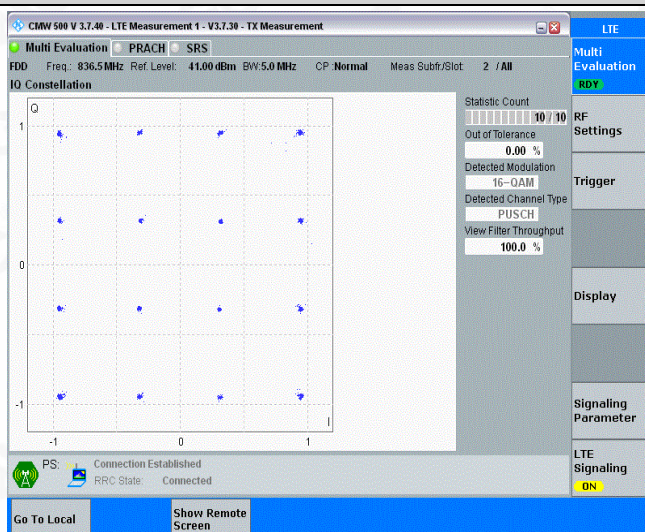 CMW 500 V 3.7.40 - LTE Measurement 1 - V3.7.30 - TX Measurement
LTE
Multi Evaluation PRACH SRS
FDD Freq.: 836.5 MHz Ref. Level: 41.00 dBm BW:5.0 MHz CP :Normal Meas Subfr./Slot: 2 / All
IQ Constellation
Q
1
0
-1
-1 0 1
I
Statistic Count
10 / 10
Out of Tolerance
0.00 %
Detected Modulation
16-QAM
Detected Channel Type
PUSCH
View Filter Throughput
100.0 %
Multi
Evaluation
RDY
RF
Settings
Trigger
Display
Signaling
Parameter
LTE
Signaling
ON
PS: Connection Established
RRC State: Connected
Go To Local
Show Remote
Screen